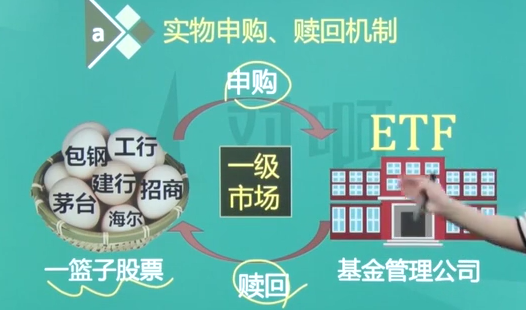 a
实物申购、赎回机制
申购
ETF
包钢
工行
建行
茅台
招商
海尔
一级
市场
一篮子股票
赎回
基金管理公司